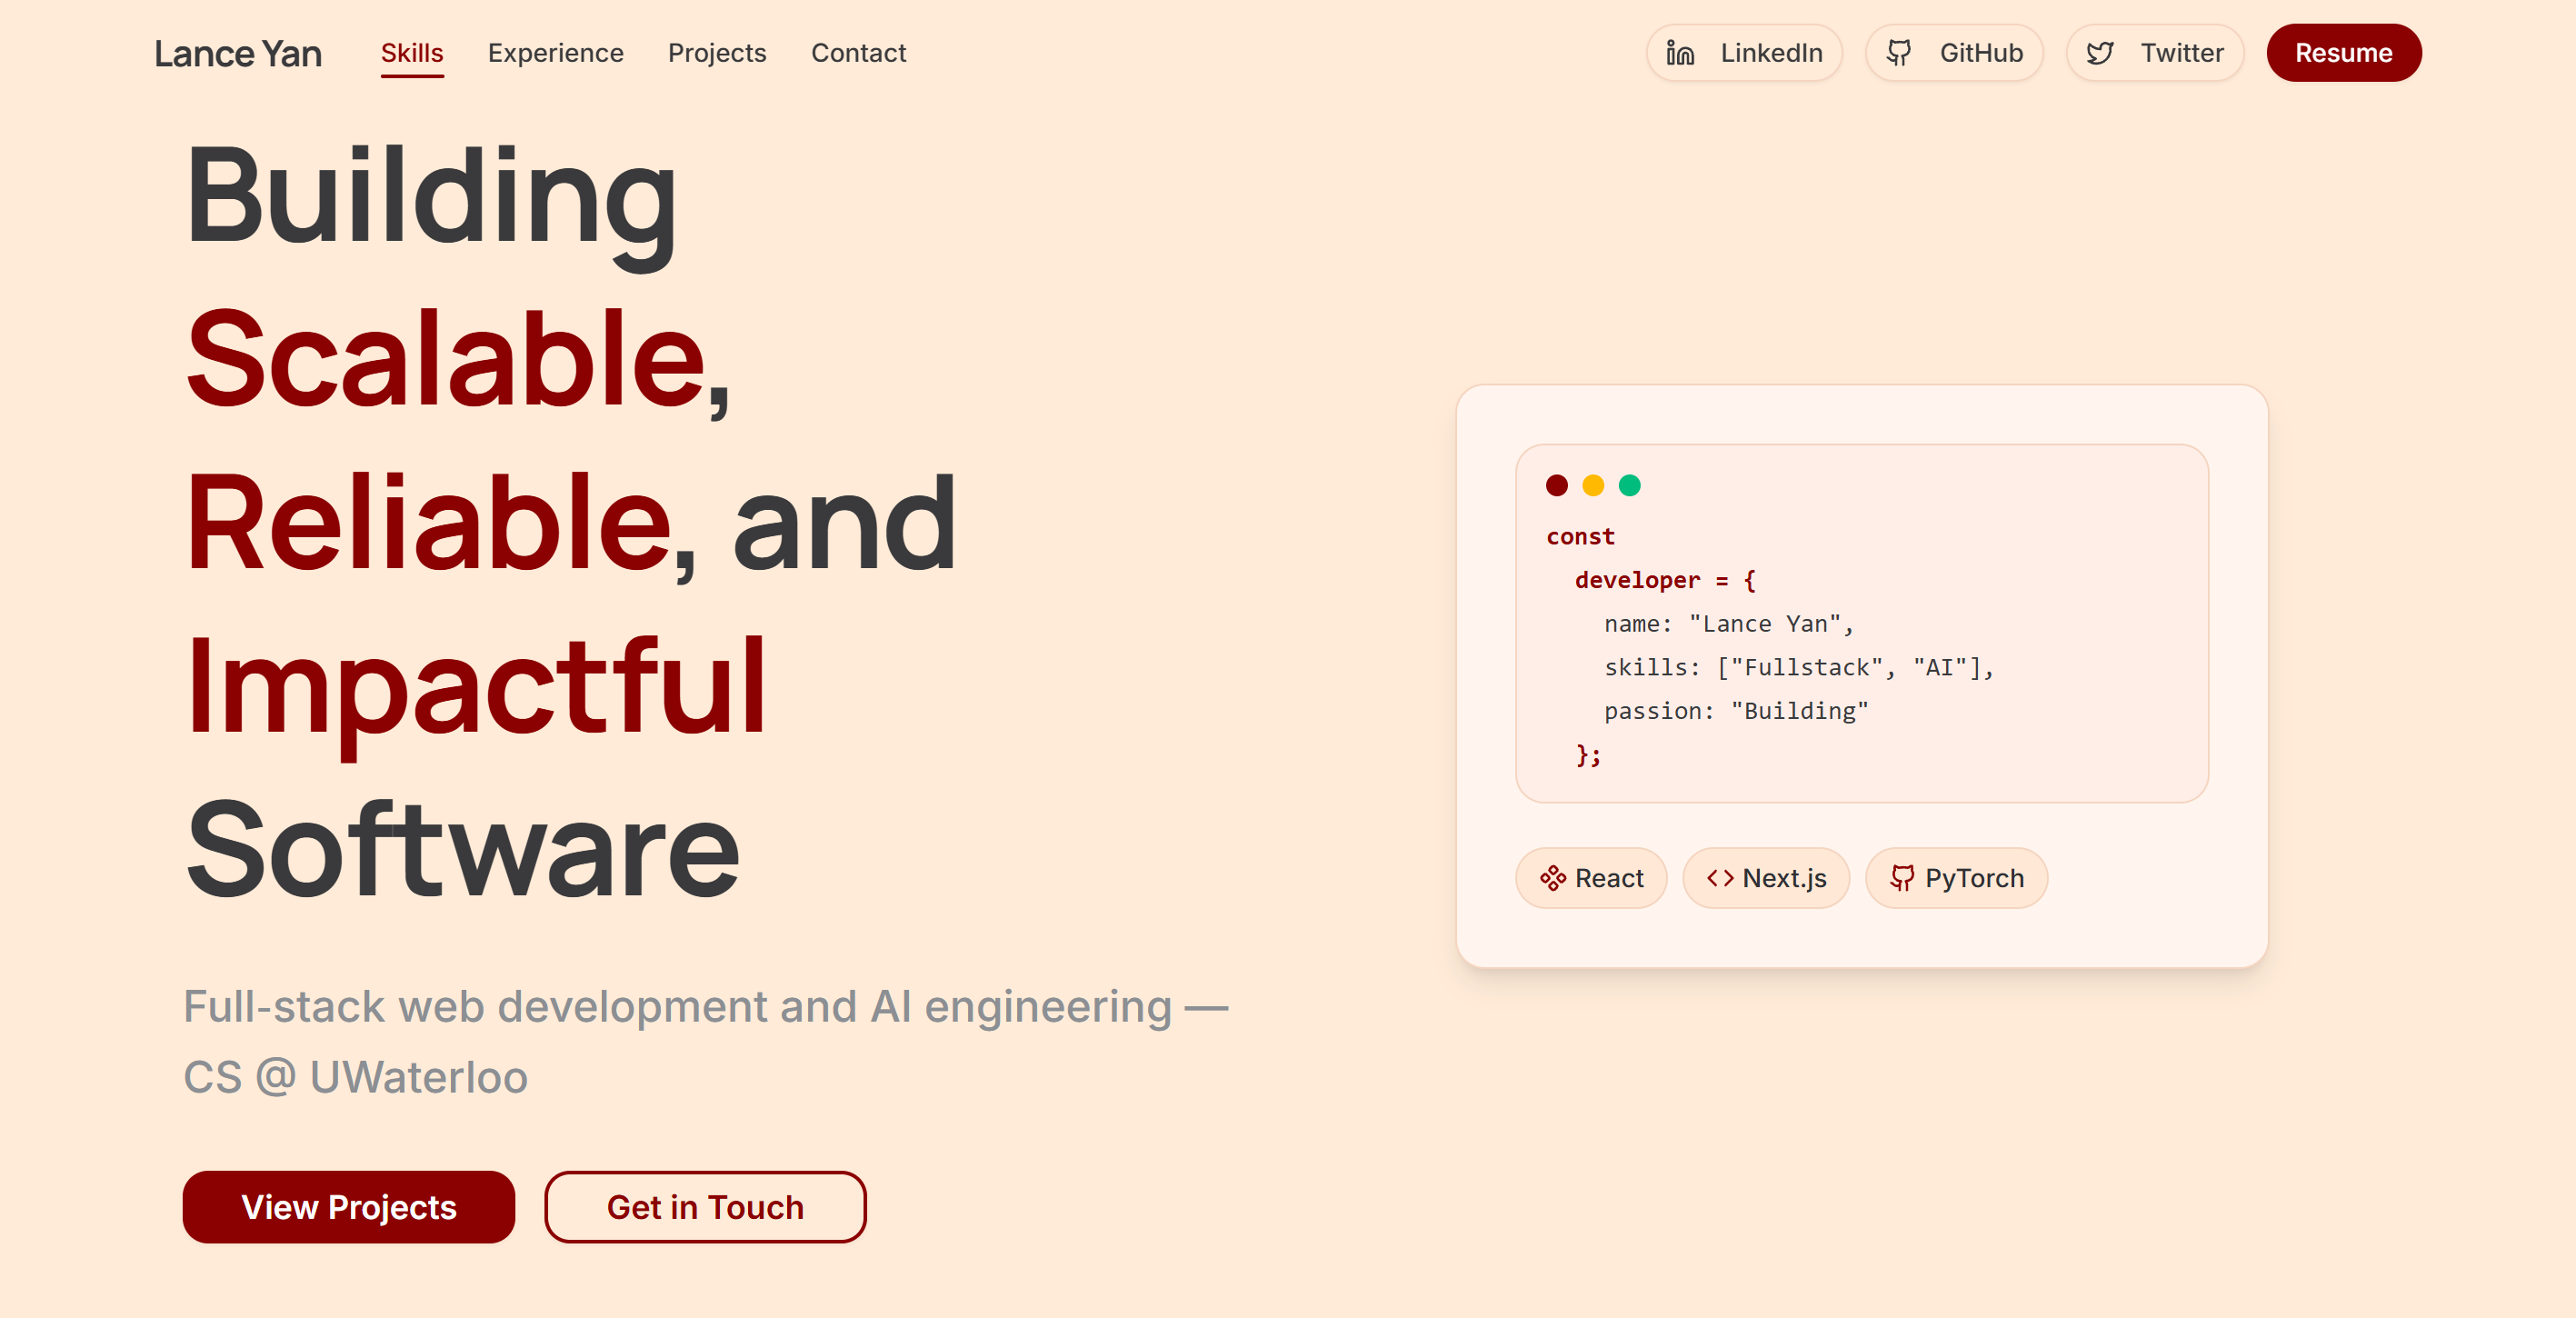 Lance Yan Skills Experience Projects Contact LinkedIn GitHub Twitter Resume
Building
Scalable,
Reliable, and
Impactful
Software
Full-stack web development and AI engineering —
CS @ UWaterloo
View Projects Get in Touch
const
developer = {
name: "Lance Yan",
skills: ["Fullstack", "AI"],
passion: "Building"
};
React Next.js PyTorch